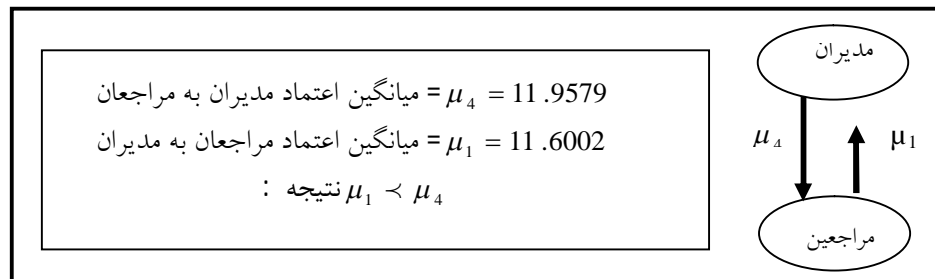 میانگین اعتماد مدیران به مراجعان = μ₄ = 11.9579
میانگین اعتماد مراجعان به مدیران = μ₁ = 11.6002
نتیجه : μ₁ ≺ μ₄
مدیران
μ₄
μ₁
مراجعین